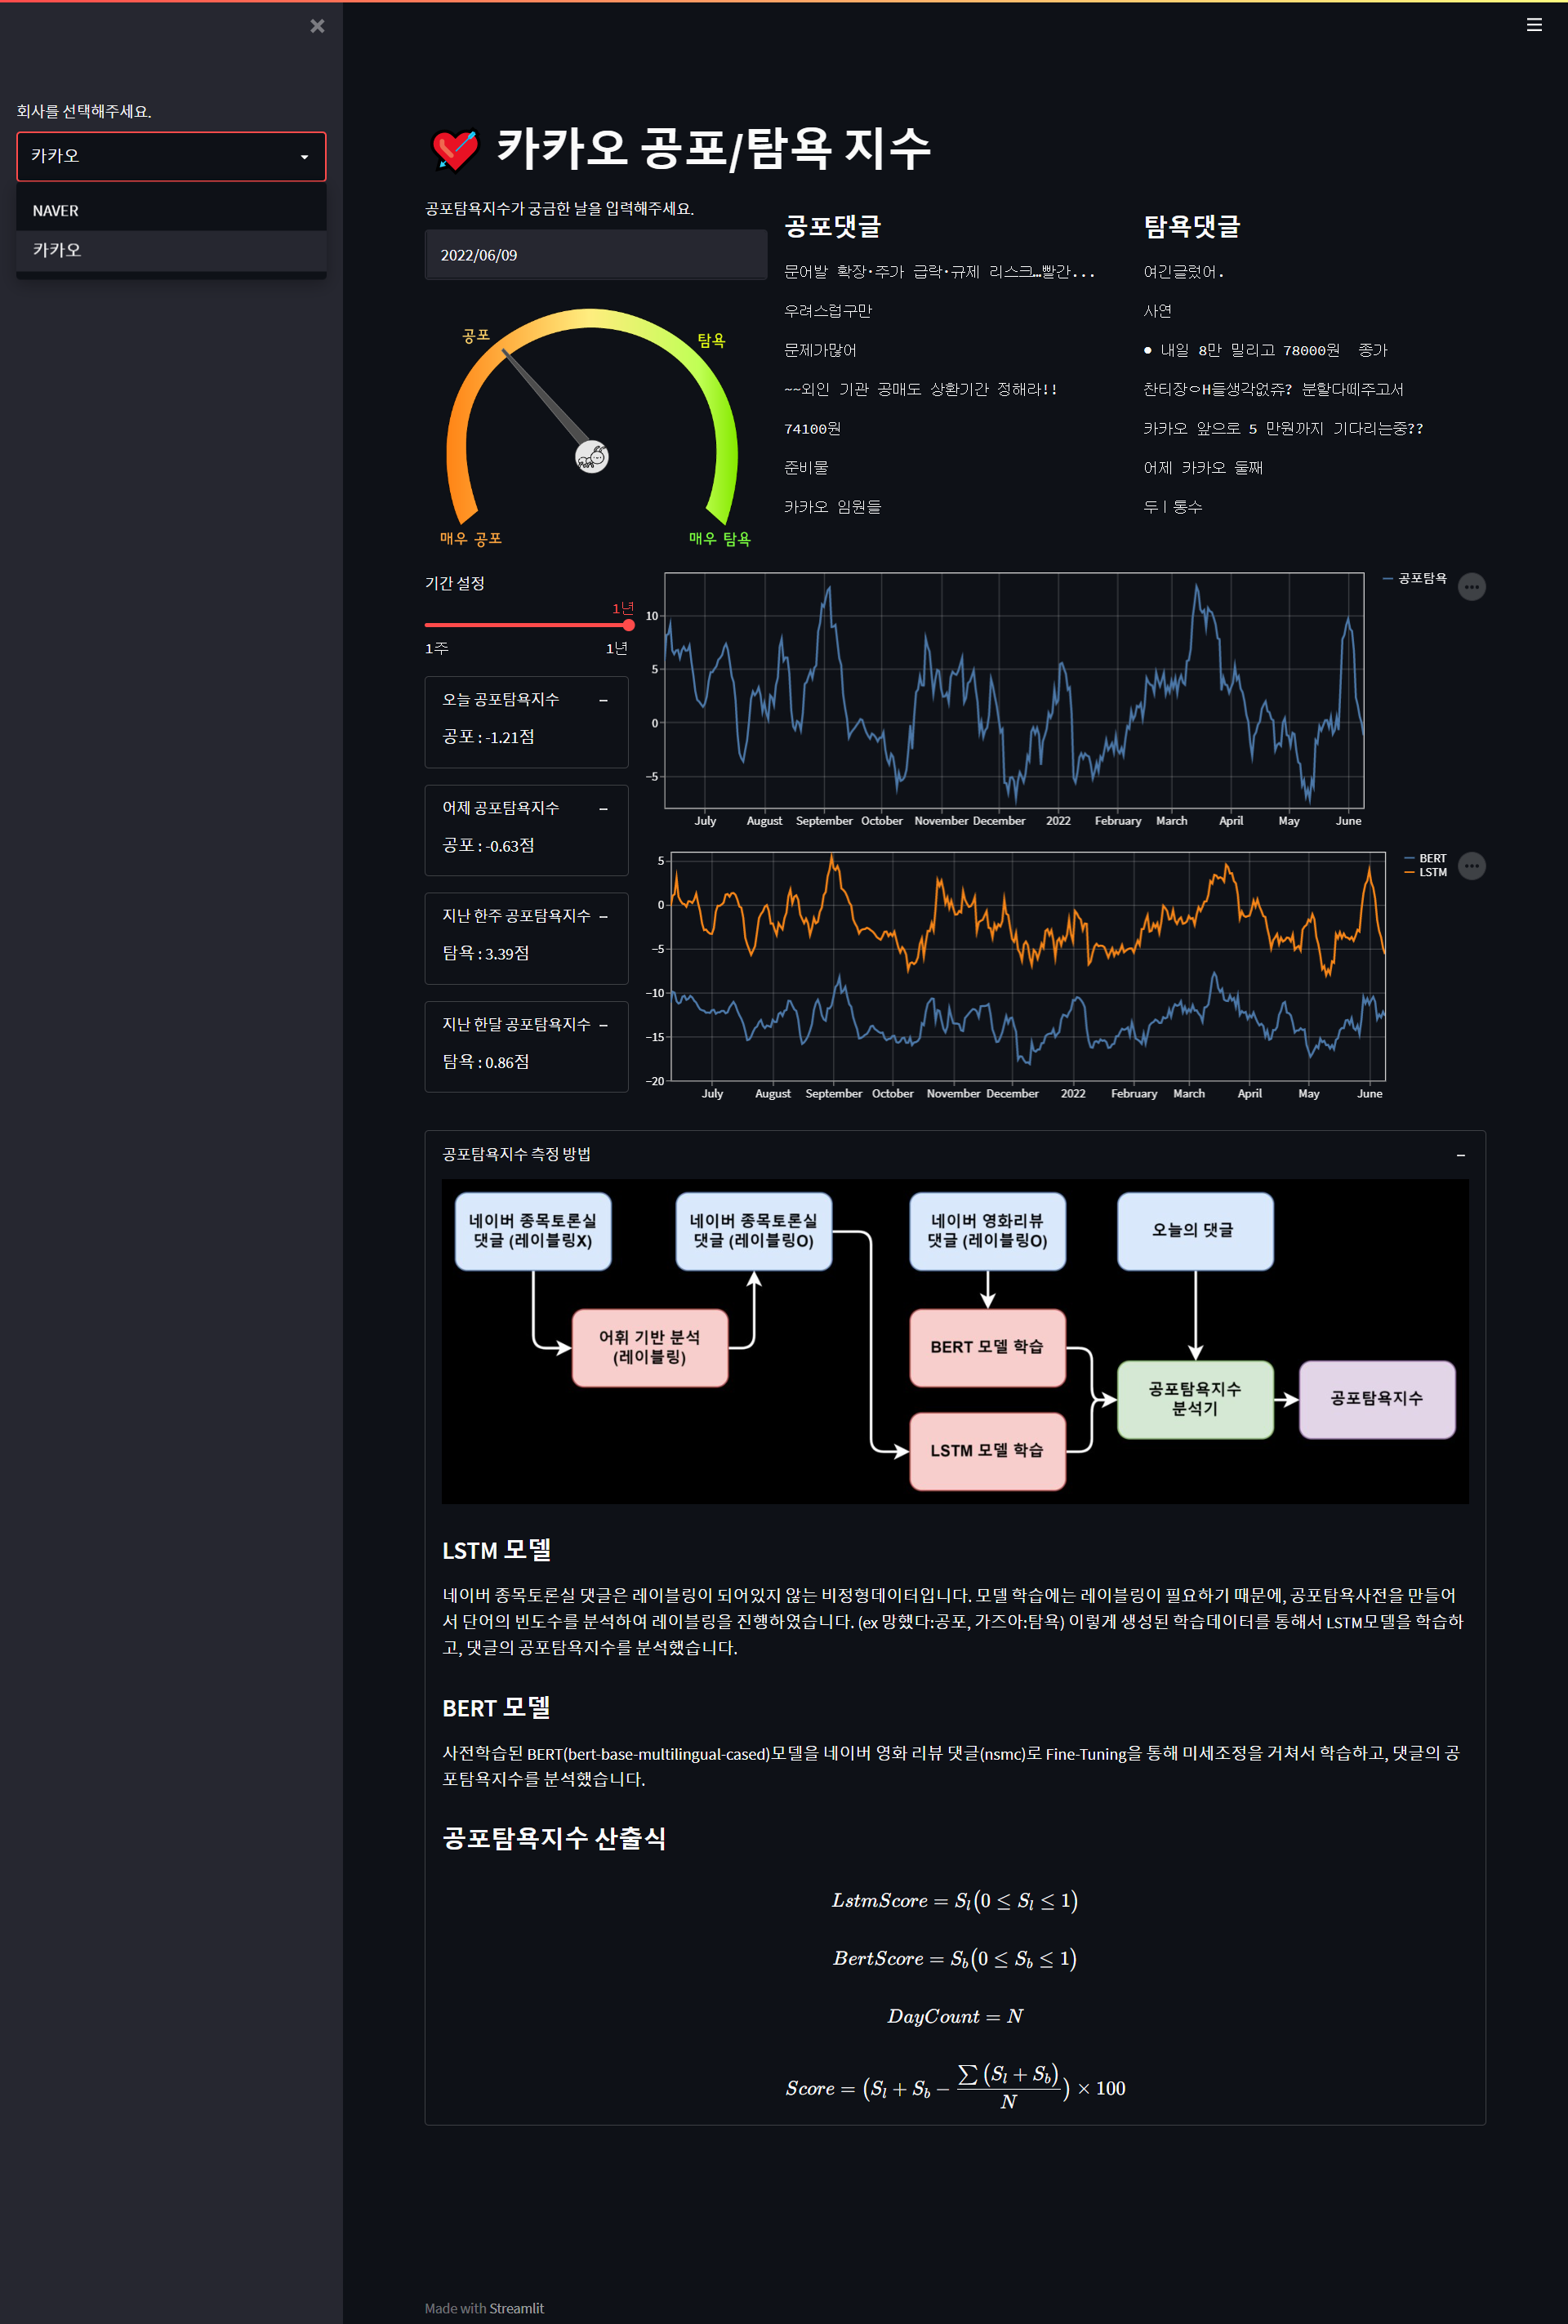 회사를 선택해주세요.
카카오
NAVER
카카오
카카오 공포/탐욕 지수
공포탐욕지수가 궁금한 날을 입력해주세요.
2022/06/09
공포
탐욕
매우 공포
매우 탐욕
공포댓글
문어발 확장·주가 급락·규제 리스크…빨간...
우려스럽구만
문제가많어
~~외인 기관 공매도 상환기간 정해라!!
74100원
준비물
카카오 임원들
탐욕댓글
여긴글렀어.
사연
● 내일 8만 밀리고 78000원 종가
찬티장ㅇH들생각없쥬? 분할다떼주고서
카카오 앞으로 5 만원까지 기다리는중??
어제 카카오 둘째
두ㅣ통수
기간 설정
1년
1주 1년
오늘 공포탐욕지수
공포 : -1.21점
어제 공포탐욕지수
공포 : -0.63점
지난 한주 공포탐욕지수
탐욕 : 3.39점
지난 한달 공포탐욕지수
탐욕 : 0.86점
10
5
0
−5
July August September October November December 2022 February March April May June
공포탐욕
5
0
−5
−10
−15
−20
July August September October November December 2022 February March April May June
BERT
LSTM
공포탐욕지수 측정 방법
네이버 종목토론실
댓글 (레이블링X)
네이버 종목토론실
댓글 (레이블링O)
네이버 영화리뷰
댓글 (레이블링O)
오늘의 댓글
어휘 기반 분석
(레이블링)
BERT 모델 학습
LSTM 모델 학습
공포탐욕지수
분석기
공포탐욕지수
LSTM 모델
네이버 종목토론실 댓글은 레이블링이 되어있지 않는 비정형데이터입니다. 모델 학습에는 레이블링이 필요하기 때문에, 공포탐욕사전을 만들어
서 단어의 빈도수를 분석하여 레이블링을 진행하였습니다. (ex 망했다:공포, 가즈아:탐욕) 이렇게 생성된 학습데이터를 통해서 LSTM모델을 학습하
고, 댓글의 공포탐욕지수를 분석했습니다.
BERT 모델
사전학습된 BERT(bert-base-multilingual-cased)모델을 네이버 영화 리뷰 댓글(nsmc)로 Fine-Tuning을 통해 미세조정을 거쳐서 학습하고, 댓글의 공
포탐욕지수를 분석했습니다.
공포탐욕지수 산출식
LstmScore = S_l(0 ≤ S_l ≤ 1)
BertScore = S_b(0 ≤ S_b ≤ 1)
DayCount = N
Score = (S_l + S_b − ∑(S_l + S_b)/N) × 100
Made with Streamlit